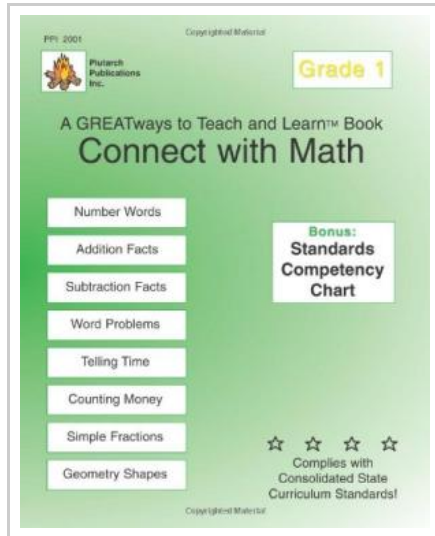 Copyrighted Material
PPI 2001
Plutarch
Publications
Inc.
Grade 1
A GREATways to Teach and Learn™ Book
Connect with Math
Number Words
Addition Facts
Subtraction Facts
Word Problems
Telling Time
Counting Money
Simple Fractions
Geometry Shapes
Bonus:
Standards
Competency
Chart
Complies with
Consolidated State
Curriculum Standards!
Copyrighted Material